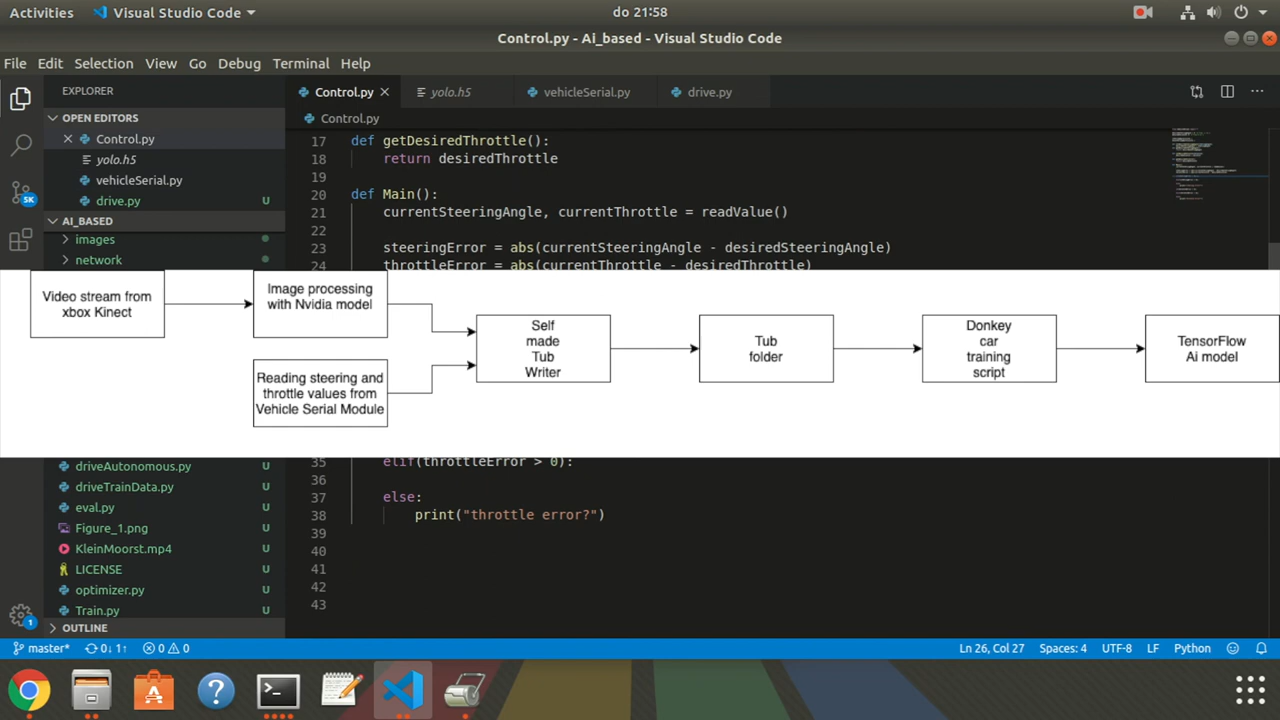 Activities
Visual Studio Code
do 21:58
Control.py - Ai_based - Visual Studio Code
File Edit Selection View Go Debug Terminal Help
EXPLORER
Control.py
yolo.h5
vehicleSerial.py
drive.py
OPEN EDITORS
Control.py
Control.py
yolo.h5
vehicleSerial.py
drive.py U
5K
AI_BASED
images
network
17 def getDesiredThrottle():
18 return desiredThrottle
19
20 def Main():
21 currentSteeringAngle, currentThrottle = readValue()
22
23 steeringError = abs(currentSteeringAngle - desiredSteeringAngle)
24 throttleError = abs(currentThrottle - desiredThrottle)
Video stream from
xbox Kinect
Image processing
with Nvidia model
Reading steering and
throttle values from
Vehicle Serial Module
Self
made
Tub
Writer
Tub
folder
Donkey
car
training
script
TensorFlow
Ai model
driveAutonomous.py U
driveTrainData.py U
eval.py U
Figure_1.png U
KleinMoorst.mp4 U
LICENSE U
optimizer.py U
Train.py U
OUTLINE
1
35 elif(throttleError > 0):
36
37 else:
38 print("throttle error?")
39
40
41
42
43
master* 0↓ 1↑ 0 0
Ln 26, Col 27 Spaces: 4 UTF-8 LF Python